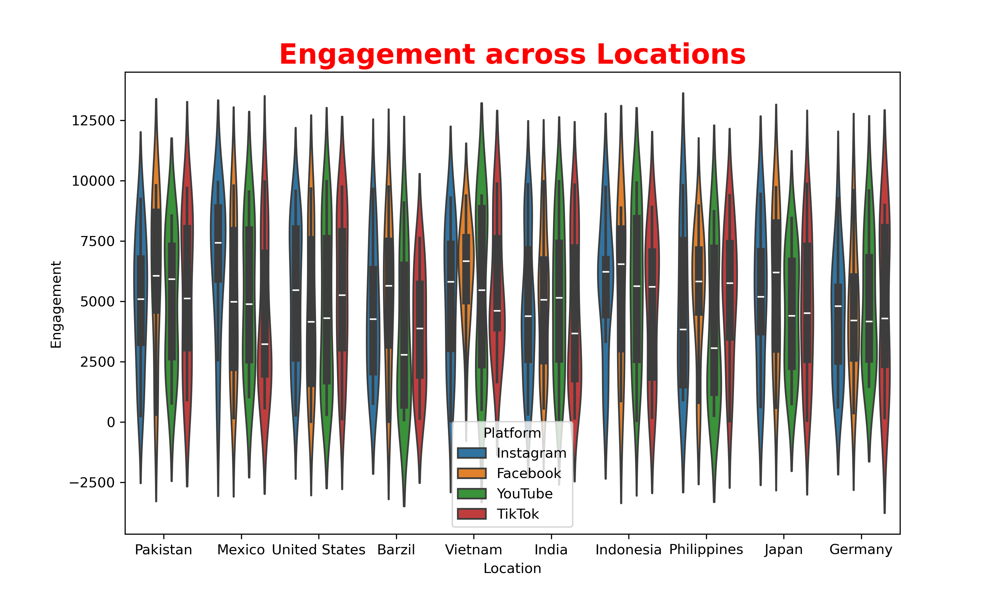 Engagement across Locations
Engagement
12500
10000
7500
5000
2500
0
−2500
Platform
Instagram
Facebook
YouTube
TikTok
Pakistan Mexico United States Barzil Vietnam India Indonesia Philippines Japan Germany
Location